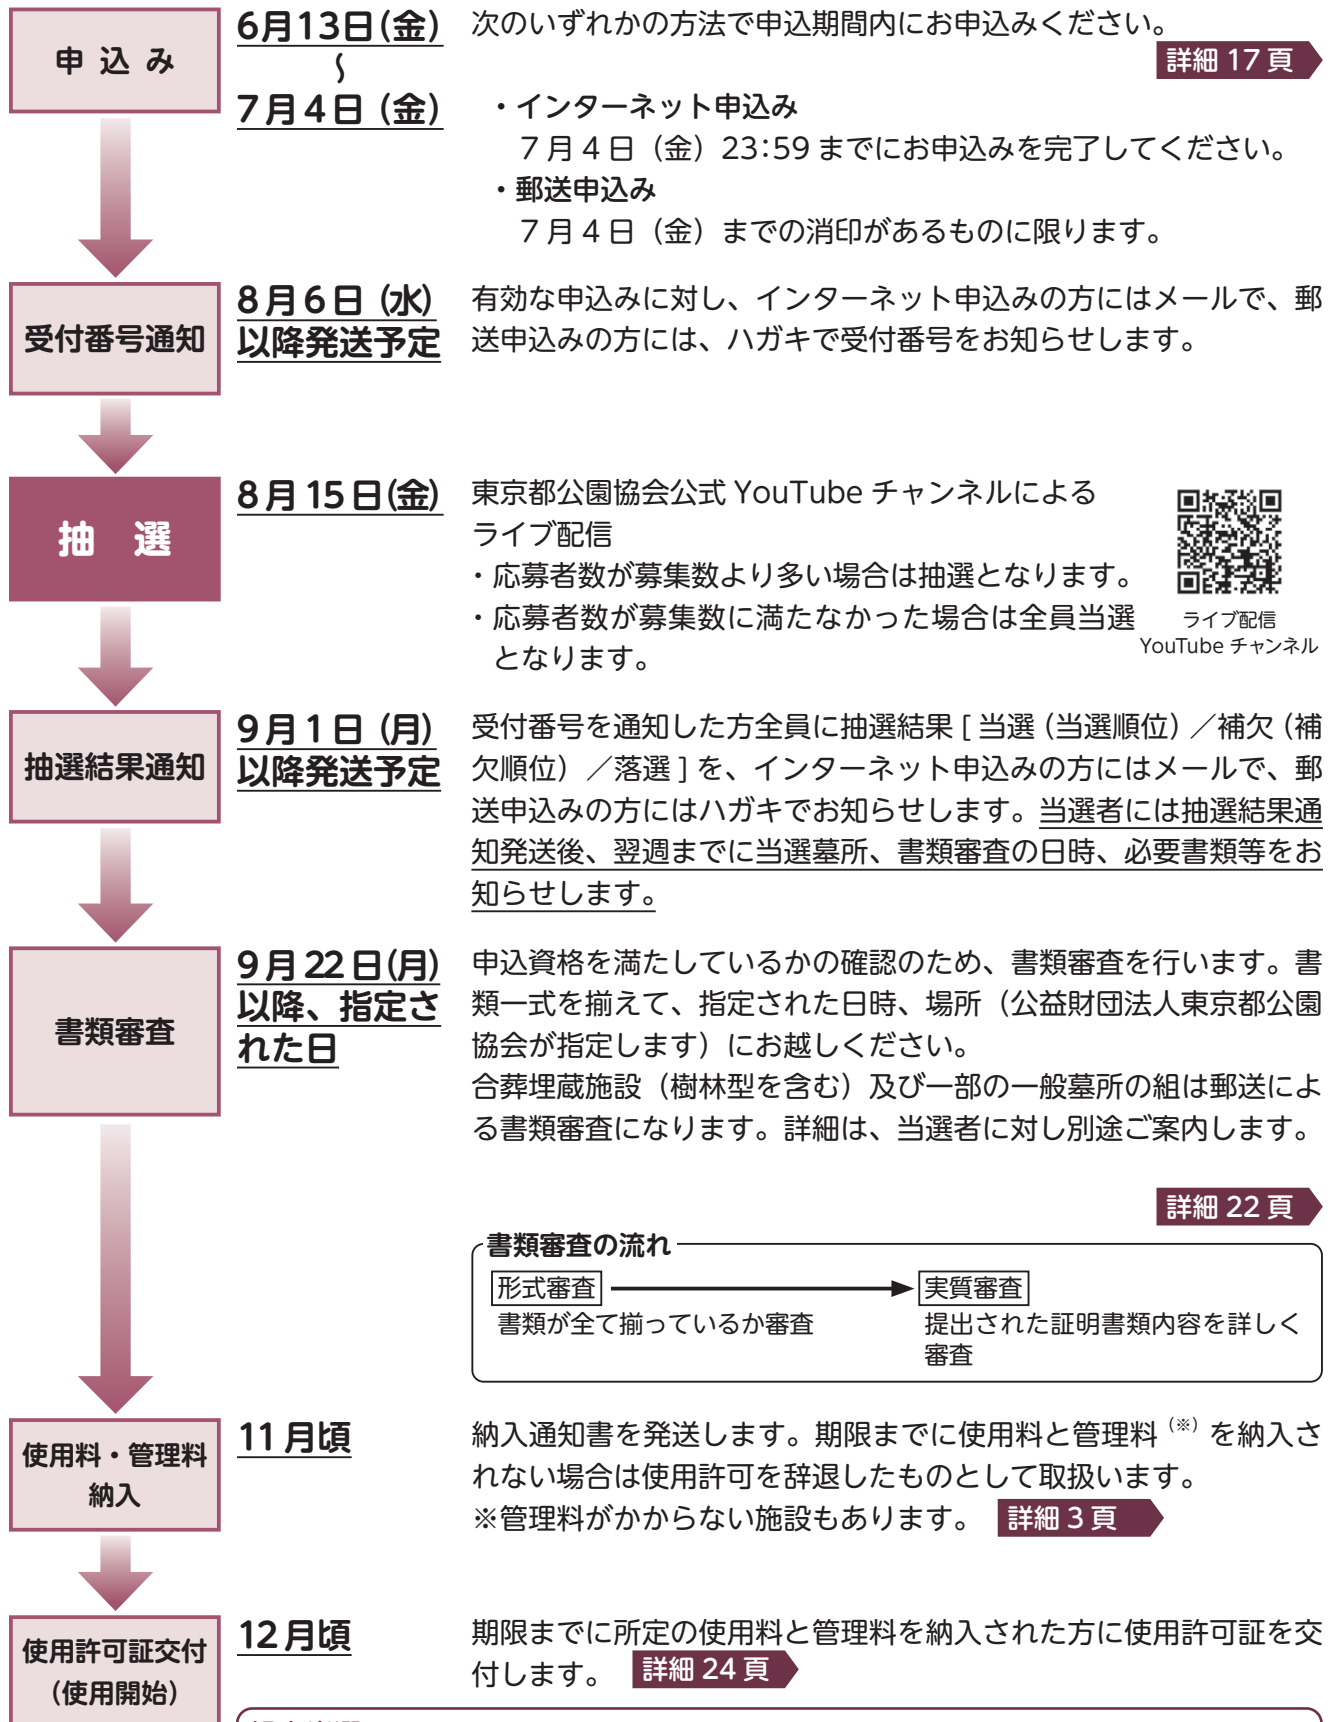 申 込 み
6月13日(金)
〜
7月4日(金)
次のいずれかの方法で申込期間内にお申込みください。
詳細 17 頁
・インターネット申込み
7月4日（金）23:59 までにお申込みを完了してください。
・郵送申込み
7月4日（金）までの消印があるものに限ります。
受付番号通知
8月6日(水)
以降発送予定
有効な申込みに対し、インターネット申込みの方にはメールで、郵
送申込みの方には、ハガキで受付番号をお知らせします。
抽 選
8月15日(金)
東京都公園協会公式 YouTube チャンネルによる
ライブ配信
・応募者数が募集数より多い場合は抽選となります。
・応募者数が募集数に満たなかった場合は全員当選
となります。
ライブ配信
YouTube チャンネル
抽選結果通知
9月1日(月)
以降発送予定
受付番号を通知した方全員に抽選結果 [ 当選（当選順位）／補欠（補
欠順位）／落選 ] を、インターネット申込みの方にはメールで、郵
送申込みの方にはハガキでお知らせします。当選者には抽選結果通
知発送後、翌週までに当選墓所、書類審査の日時、必要書類等をお
知らせします。
書類審査
9月22日(月)
以降、指定さ
れた日
申込資格を満たしているかの確認のため、書類審査を行います。書
類一式を揃えて、指定された日時、場所（公益財団法人東京都公園
協会が指定します）にお越しください。
合葬埋蔵施設（樹林型を含む）及び一部の一般墓所の組は郵送によ
る書類審査になります。詳細は、当選者に対し別途ご案内します。
詳細 22 頁
書類審査の流れ
形式審査
書類が全て揃っているか審査
実質審査
提出された証明書類内容を詳しく
審査
使用料・管理料
納入
11月頃
納入通知書を発送します。期限までに使用料と管理料（※）を納入さ
れない場合は使用許可を辞退したものとして取扱います。
※管理料がかからない施設もあります。 詳細 3 頁
使用許可証交付
（使用開始）
12月頃
期限までに所定の使用料と管理料を納入された方に使用許可証を交
付します。 詳細 24 頁